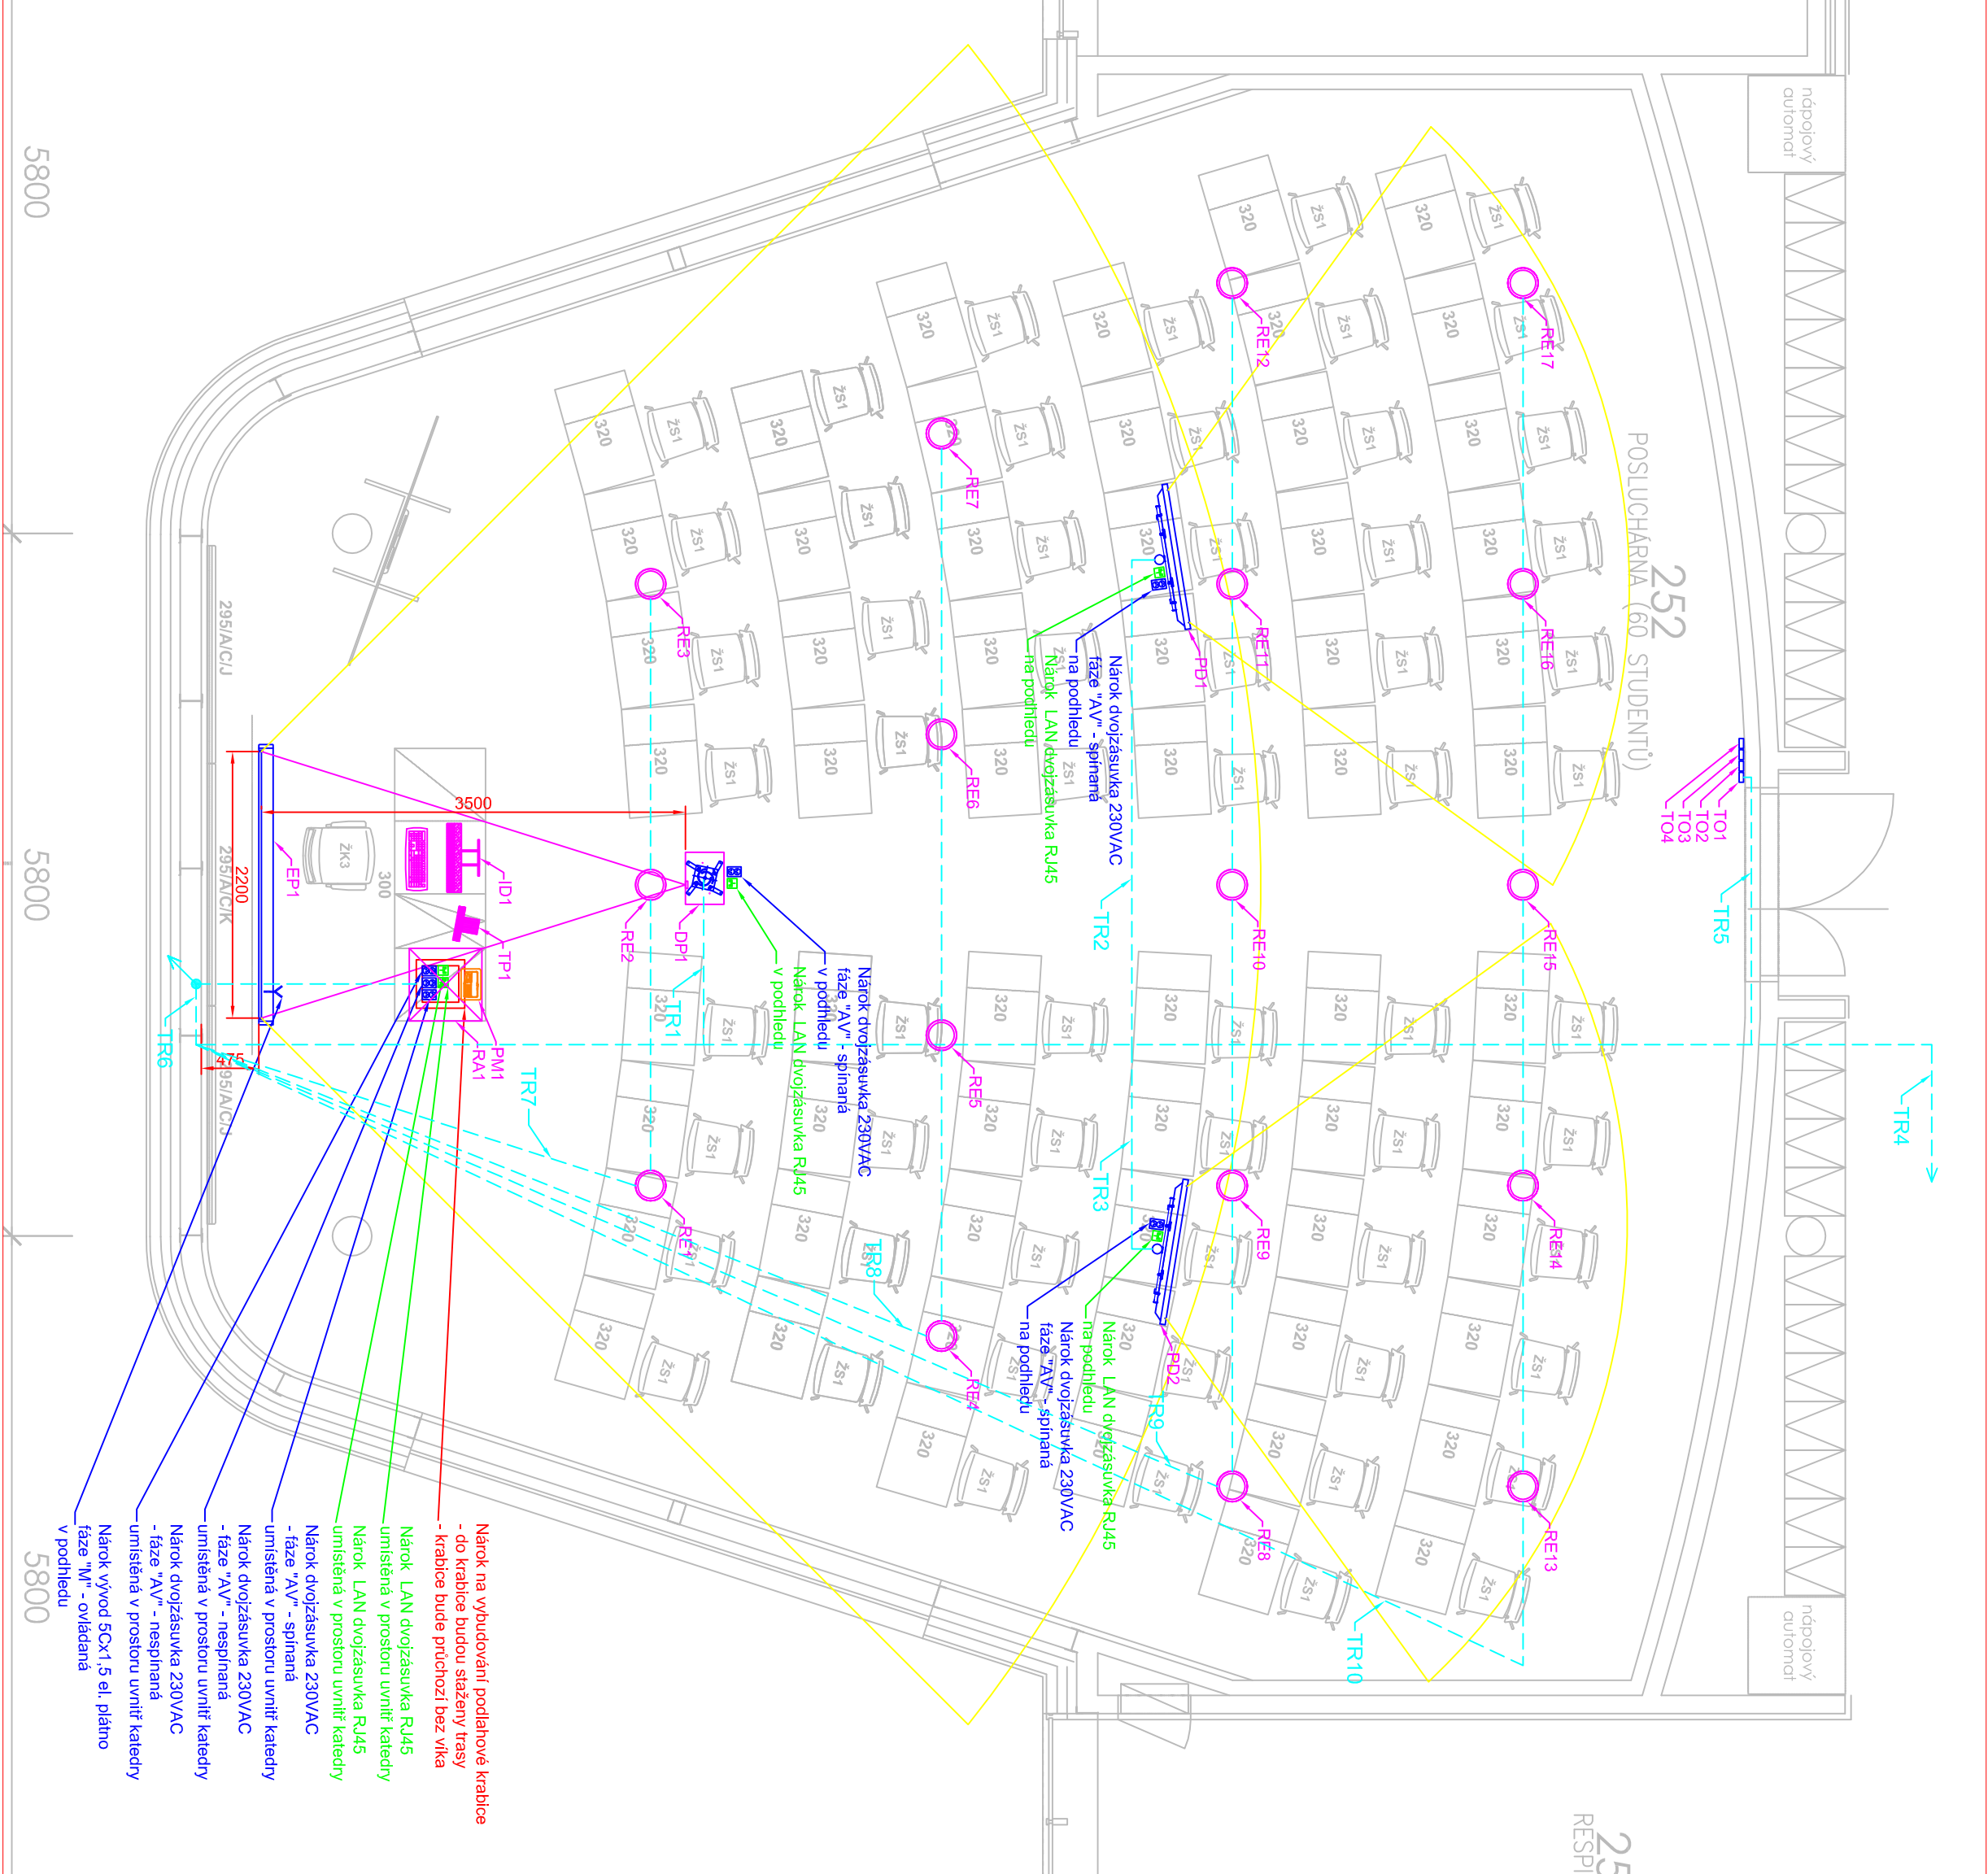 nápojový
automat
252
POSLUCHÁRNA (60 STUDENTŮ)
nápojový
automat
25
RESPI
TO1
TO2
TO3
TO4
TR5
TR4
RE17
RE16
RE15
RE14
RE13
RE12
RE11
RE10
RE9
RE8
RE7
RE6
RE5
RE4
RE3
RE2
RE1
PD1
PD2
TR2
TR3
TR9
TR10
TR8
TR7
TR1
TR6
DP1
EP1
ID1
TP1
PM1
RA1
ŽK3
300
320
ŽS1
3500
2200
475
295/A/C/J
295/A/C/K
295/A/C/J
5800
5800
5800
Nárok dvojzásuvka 230VAC
fáze "AV" - spínaná
na podhledu
Nárok LAN dvojzásuvka RJ45
na podhledu
Nárok dvojzásuvka 230VAC
fáze "AV" - spínaná
v podhledu
Nárok LAN dvojzásuvka RJ45
v podhledu
Nárok LAN dvojzásuvka RJ45
na podhledu
Nárok dvojzásuvka 230VAC
fáze "AV" - spínaná
na podhledu
Nárok na vybudování podlahové krabice
- do krabice budou staženy trasy
- krabice bude průchozí bez víka
Nárok LAN dvojzásuvka RJ45
umístěná v prostoru uvnitř katedry
Nárok LAN dvojzásuvka RJ45
umístěná v prostoru uvnitř katedry
Nárok dvojzásuvka 230VAC
- fáze "AV" - spínaná
umístěná v prostoru uvnitř katedry
Nárok dvojzásuvka 230VAC
- fáze "AV" - nespínaná
umístěná v prostoru uvnitř katedry
Nárok dvojzásuvka 230VAC
- fáze "AV" - nespínaná
umístěná v prostoru uvnitř katedry
Nárok vývod 5Cx1,5 el. plátno
fáze "M" - ovládaná
v podhledu